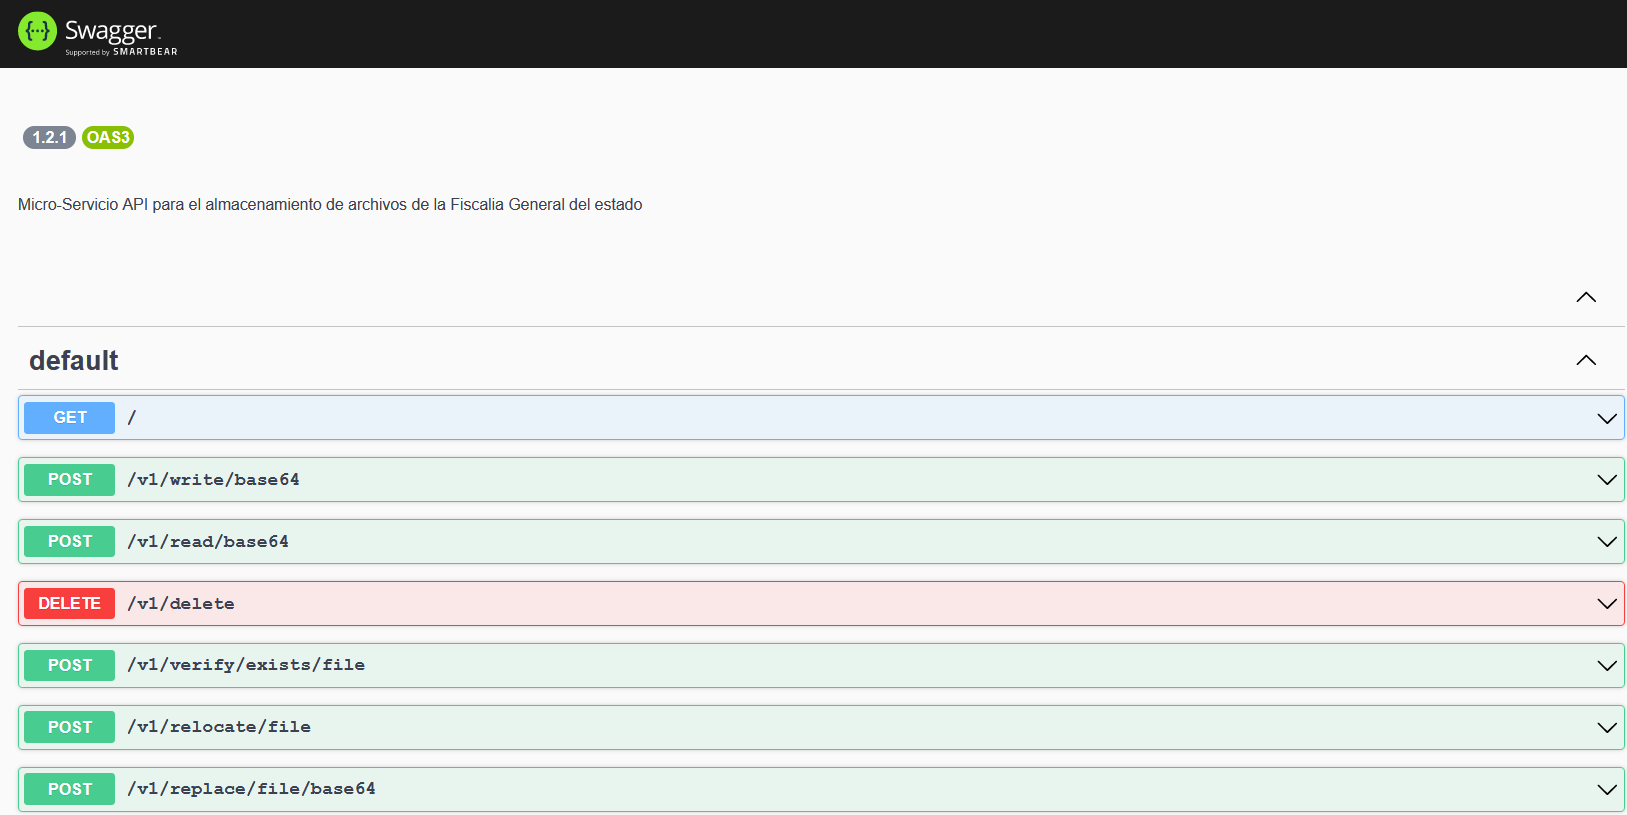 Swagger
Supported by SMARTBEAR
1.2.1 OAS3
Micro-Servicio API para el almacenamiento de archivos de la Fiscalia General del estado
default
GET /
POST /v1/write/base64
POST /v1/read/base64
DELETE /v1/delete
POST /v1/verify/exists/file
POST /v1/relocate/file
POST /v1/replace/file/base64